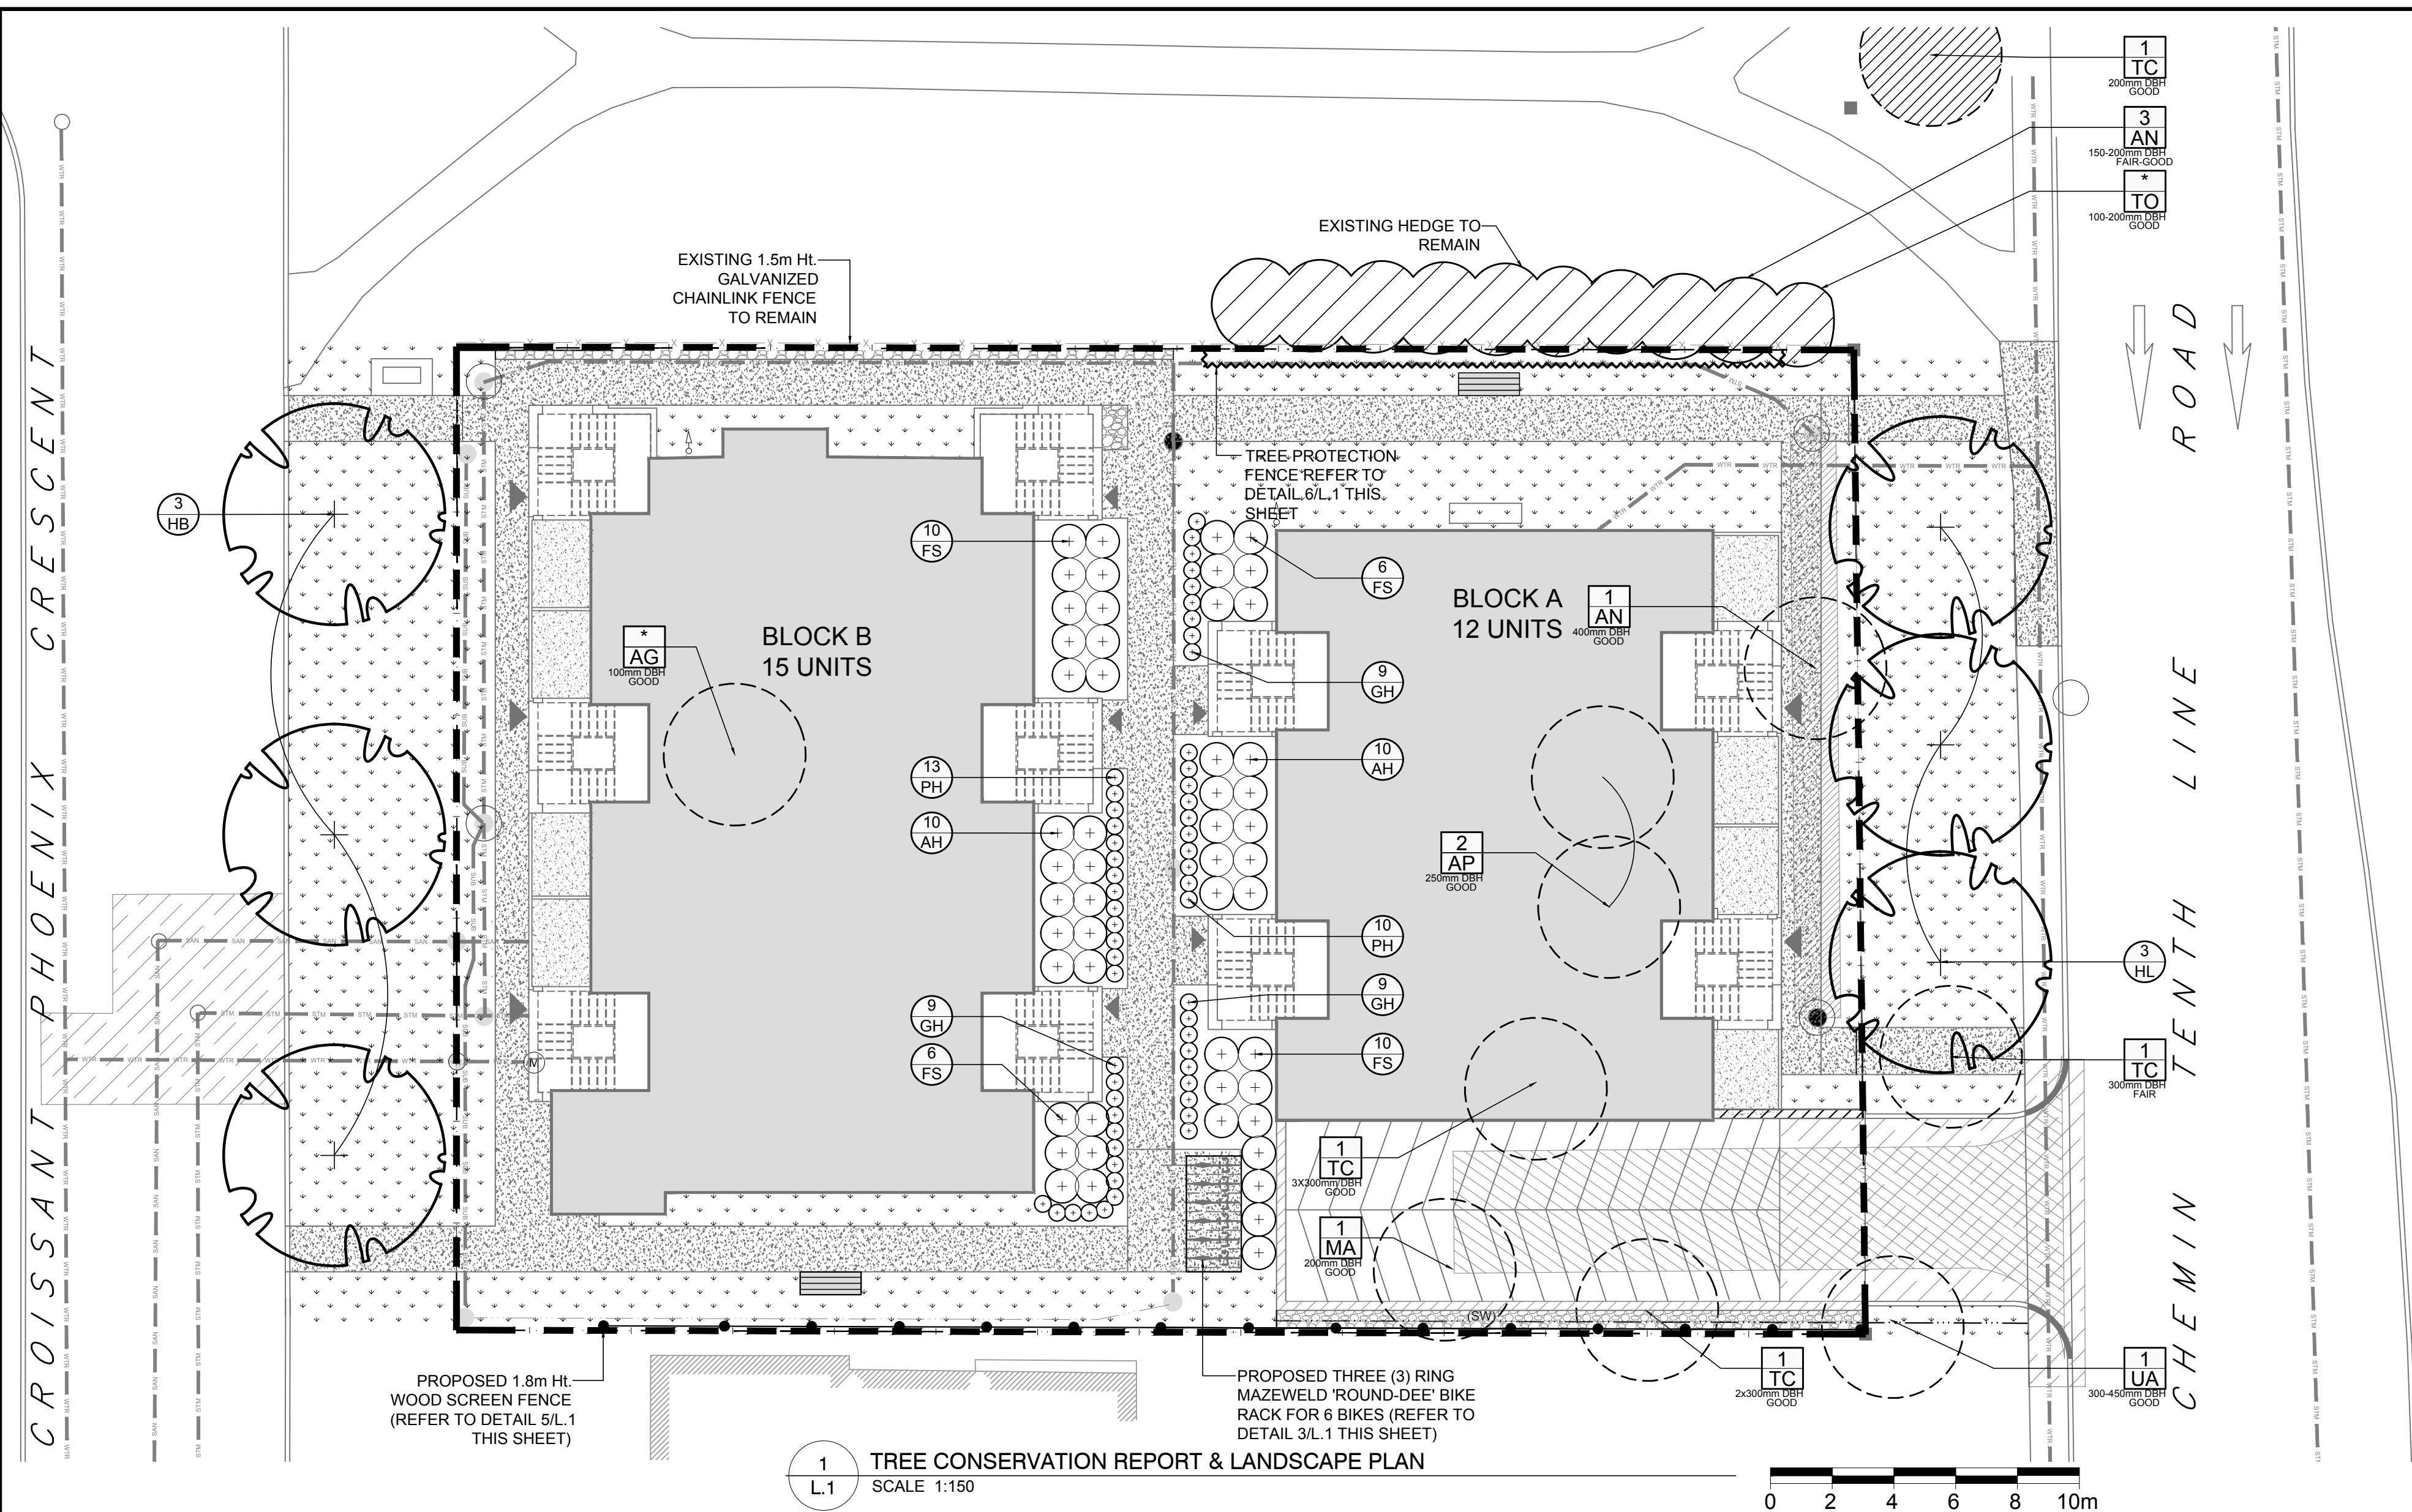 1
TC
200mm DBH
GOOD
3
AN
150-200mm DBH
FAIR-GOOD
*
TO
100-200mm DBH
GOOD
EXISTING HEDGE TO
REMAIN
EXISTING 1.5m Ht.
GALVANIZED
CHAINLINK FENCE
TO REMAIN
TREE PROTECTION
FENCE REFER TO
DETAIL 6/L.1 THIS
SHEET
3
HB
10
FS
6
FS
BLOCK B
15 UNITS
BLOCK A
12 UNITS
1
AN
400mm DBH
GOOD
*
AG
100mm DBH
GOOD
9
GH
13
PH
10
AH
10
AH
2
AP
250mm DBH
GOOD
10
PH
9
GH
9
GH
10
FS
6
FS
3
HL
1
TC
300mm DBH
FAIR
1
TC
3X300mm/DBH
GOOD
1
MA
200mm DBH
GOOD
(SW)
1
TC
2x300mm DBH
GOOD
1
UA
300-450mm DBH
GOOD
PROPOSED 1.8m Ht.
WOOD SCREEN FENCE
(REFER TO DETAIL 5/L.1
THIS SHEET)
PROPOSED THREE (3) RING
MAZEWELD 'ROUND-DEE' BIKE
RACK FOR 6 BIKES (REFER TO
DETAIL 3/L.1 THIS SHEET)
CROISSANT PHOENIX CRESCENT
CHEMIN TENTH LINE ROAD
WTR
STM
SAN
SUB
M
1
L.1
TREE CONSERVATION REPORT & LANDSCAPE PLAN
SCALE 1:150
0 2 4 6 8 10m